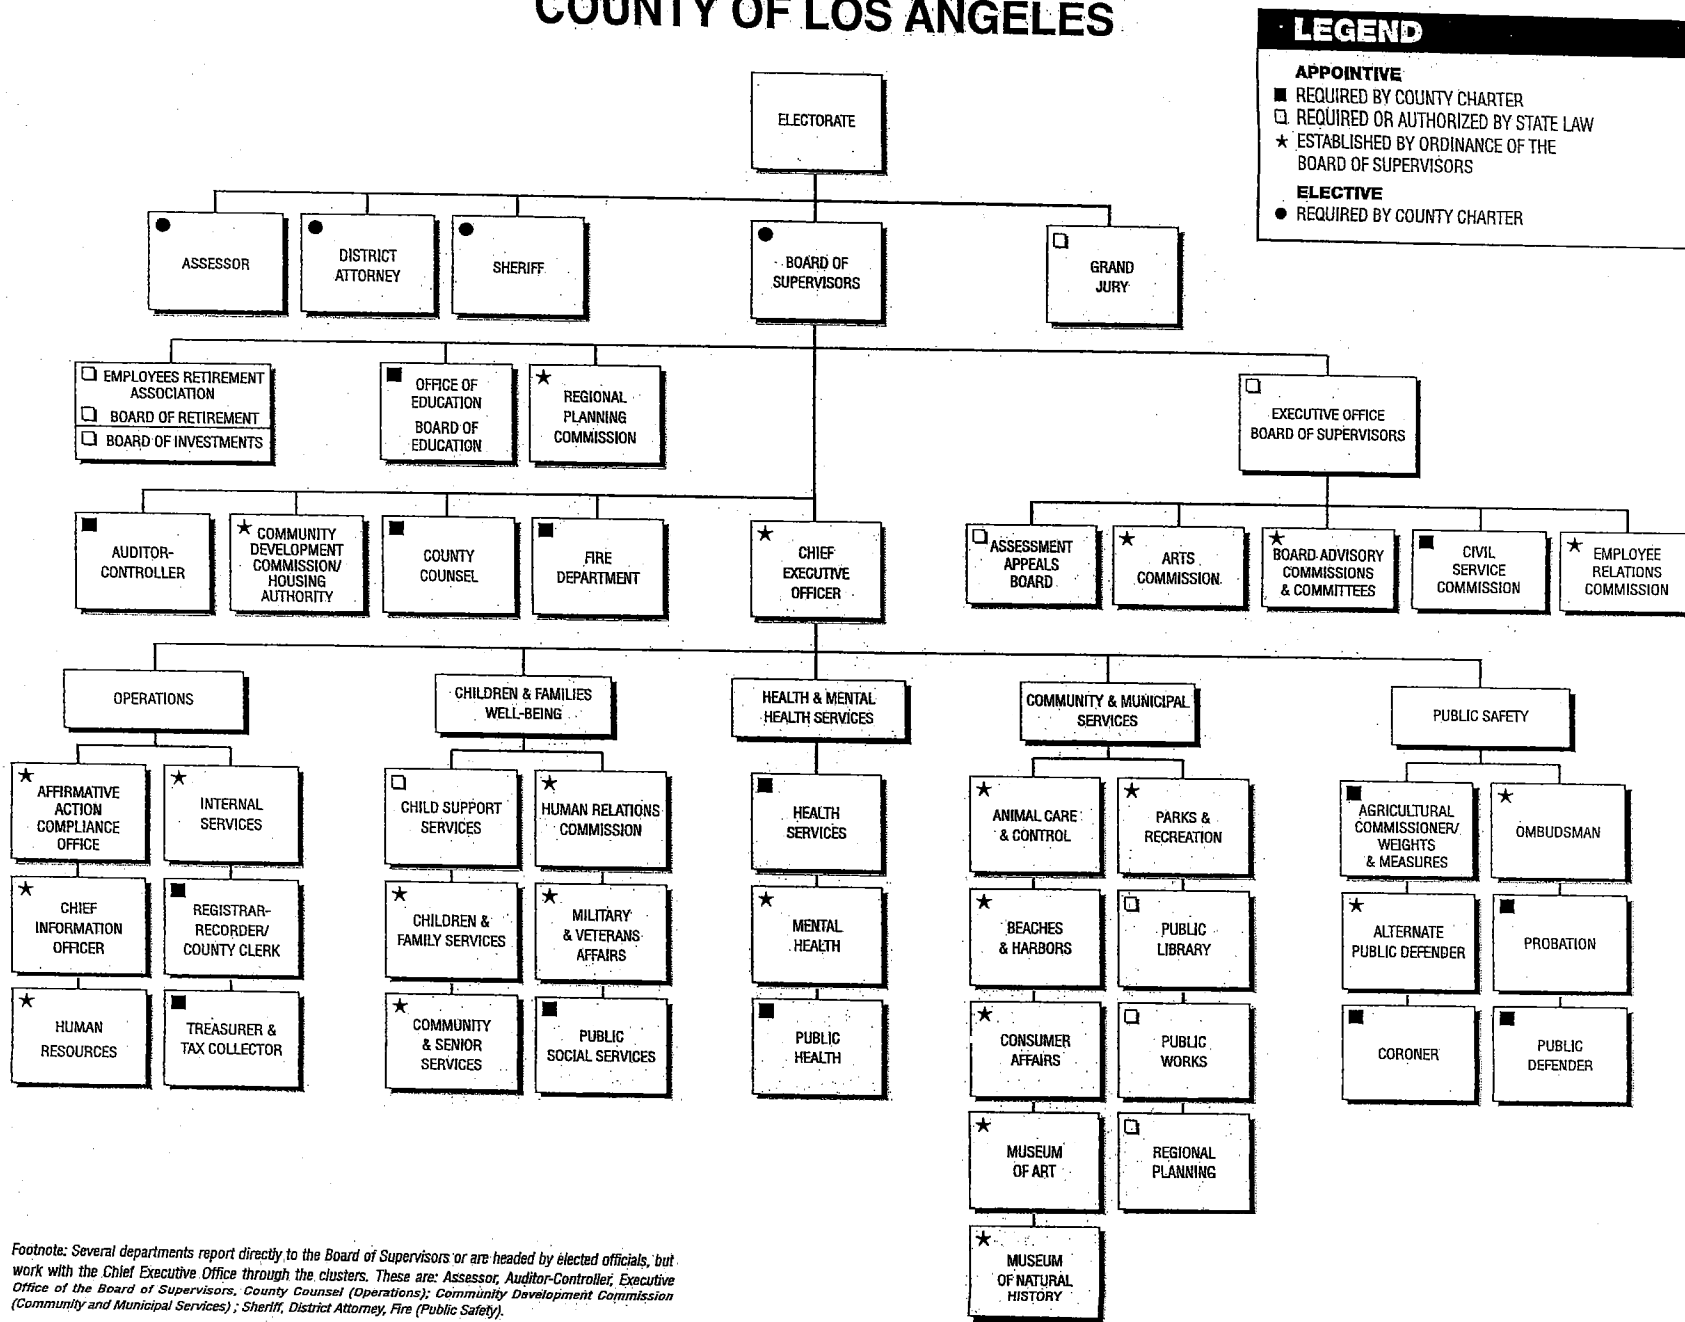 COUNTY OF LOS ANGELES
LEGEND
APPOINTIVE
■ REQUIRED BY COUNTY CHARTER
❏ REQUIRED OR AUTHORIZED BY STATE LAW
★ ESTABLISHED BY ORDINANCE OF THE
BOARD OF SUPERVISORS
ELECTIVE
● REQUIRED BY COUNTY CHARTER
ELECTORATE
ASSESSOR
DISTRICT
ATTORNEY
SHERIFF
BOARD OF
SUPERVISORS
GRAND
JURY
EMPLOYEES RETIREMENT
ASSOCIATION
BOARD OF RETIREMENT
BOARD OF INVESTMENTS
OFFICE OF
EDUCATION
BOARD OF
EDUCATION
REGIONAL
PLANNING
COMMISSION
EXECUTIVE OFFICE
BOARD OF SUPERVISORS
AUDITOR-
CONTROLLER
COMMUNITY
DEVELOPMENT
COMMISSION/
HOUSING
AUTHORITY
COUNTY
COUNSEL
FIRE
DEPARTMENT
CHIEF
EXECUTIVE
OFFICER
ASSESSMENT
APPEALS
BOARD
ARTS
COMMISSION
BOARD ADVISORY
COMMISSIONS
& COMMITTEES
CIVIL
SERVICE
COMMISSION
EMPLOYEE
RELATIONS
COMMISSION
OPERATIONS
CHILDREN & FAMILIES
WELL-BEING
HEALTH & MENTAL
HEALTH SERVICES
COMMUNITY & MUNICIPAL
SERVICES
PUBLIC SAFETY
AFFIRMATIVE
ACTION
COMPLIANCE
OFFICE
INTERNAL
SERVICES
CHIEF
INFORMATION
OFFICER
REGISTRAR-
RECORDER/
COUNTY CLERK
HUMAN
RESOURCES
TREASURER &
TAX COLLECTOR
CHILD SUPPORT
SERVICES
HUMAN RELATIONS
COMMISSION
CHILDREN &
FAMILY SERVICES
MILITARY
& VETERANS
AFFAIRS
COMMUNITY
& SENIOR
SERVICES
PUBLIC
SOCIAL SERVICES
HEALTH
SERVICES
MENTAL
HEALTH
PUBLIC
HEALTH
ANIMAL CARE
& CONTROL
PARKS &
RECREATION
BEACHES
& HARBORS
PUBLIC
LIBRARY
CONSUMER
AFFAIRS
PUBLIC
WORKS
MUSEUM
OF ART
REGIONAL
PLANNING
MUSEUM
OF NATURAL
HISTORY
AGRICULTURAL
COMMISSIONER/
WEIGHTS
& MEASURES
OMBUDSMAN
ALTERNATE
PUBLIC DEFENDER
PROBATION
CORONER
PUBLIC
DEFENDER
Footnote: Several departments report directly to the Board of Supervisors or are headed by elected officials, but
work with the Chief Executive Office through the clusters. These are: Assessor, Auditor-Controller, Executive
Office of the Board of Supervisors, County Counsel (Operations); Community Development Commission
(Community and Municipal Services) ; Sheriff, District Attorney, Fire (Public Safety).